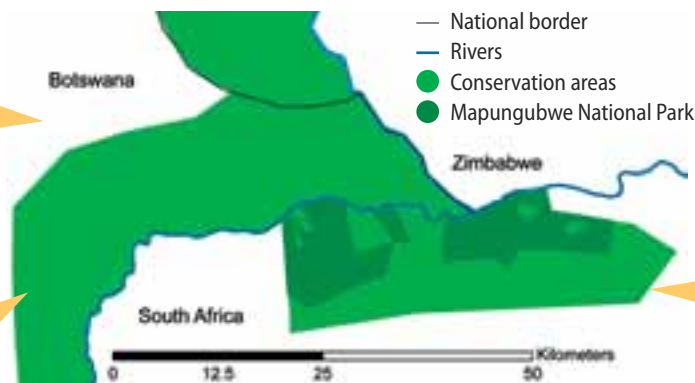 National border
Rivers
Conservation areas
Mapungubwe National Park
Botswana
Zimbabwe
South Africa
Kilometers
0 12.5 25 50